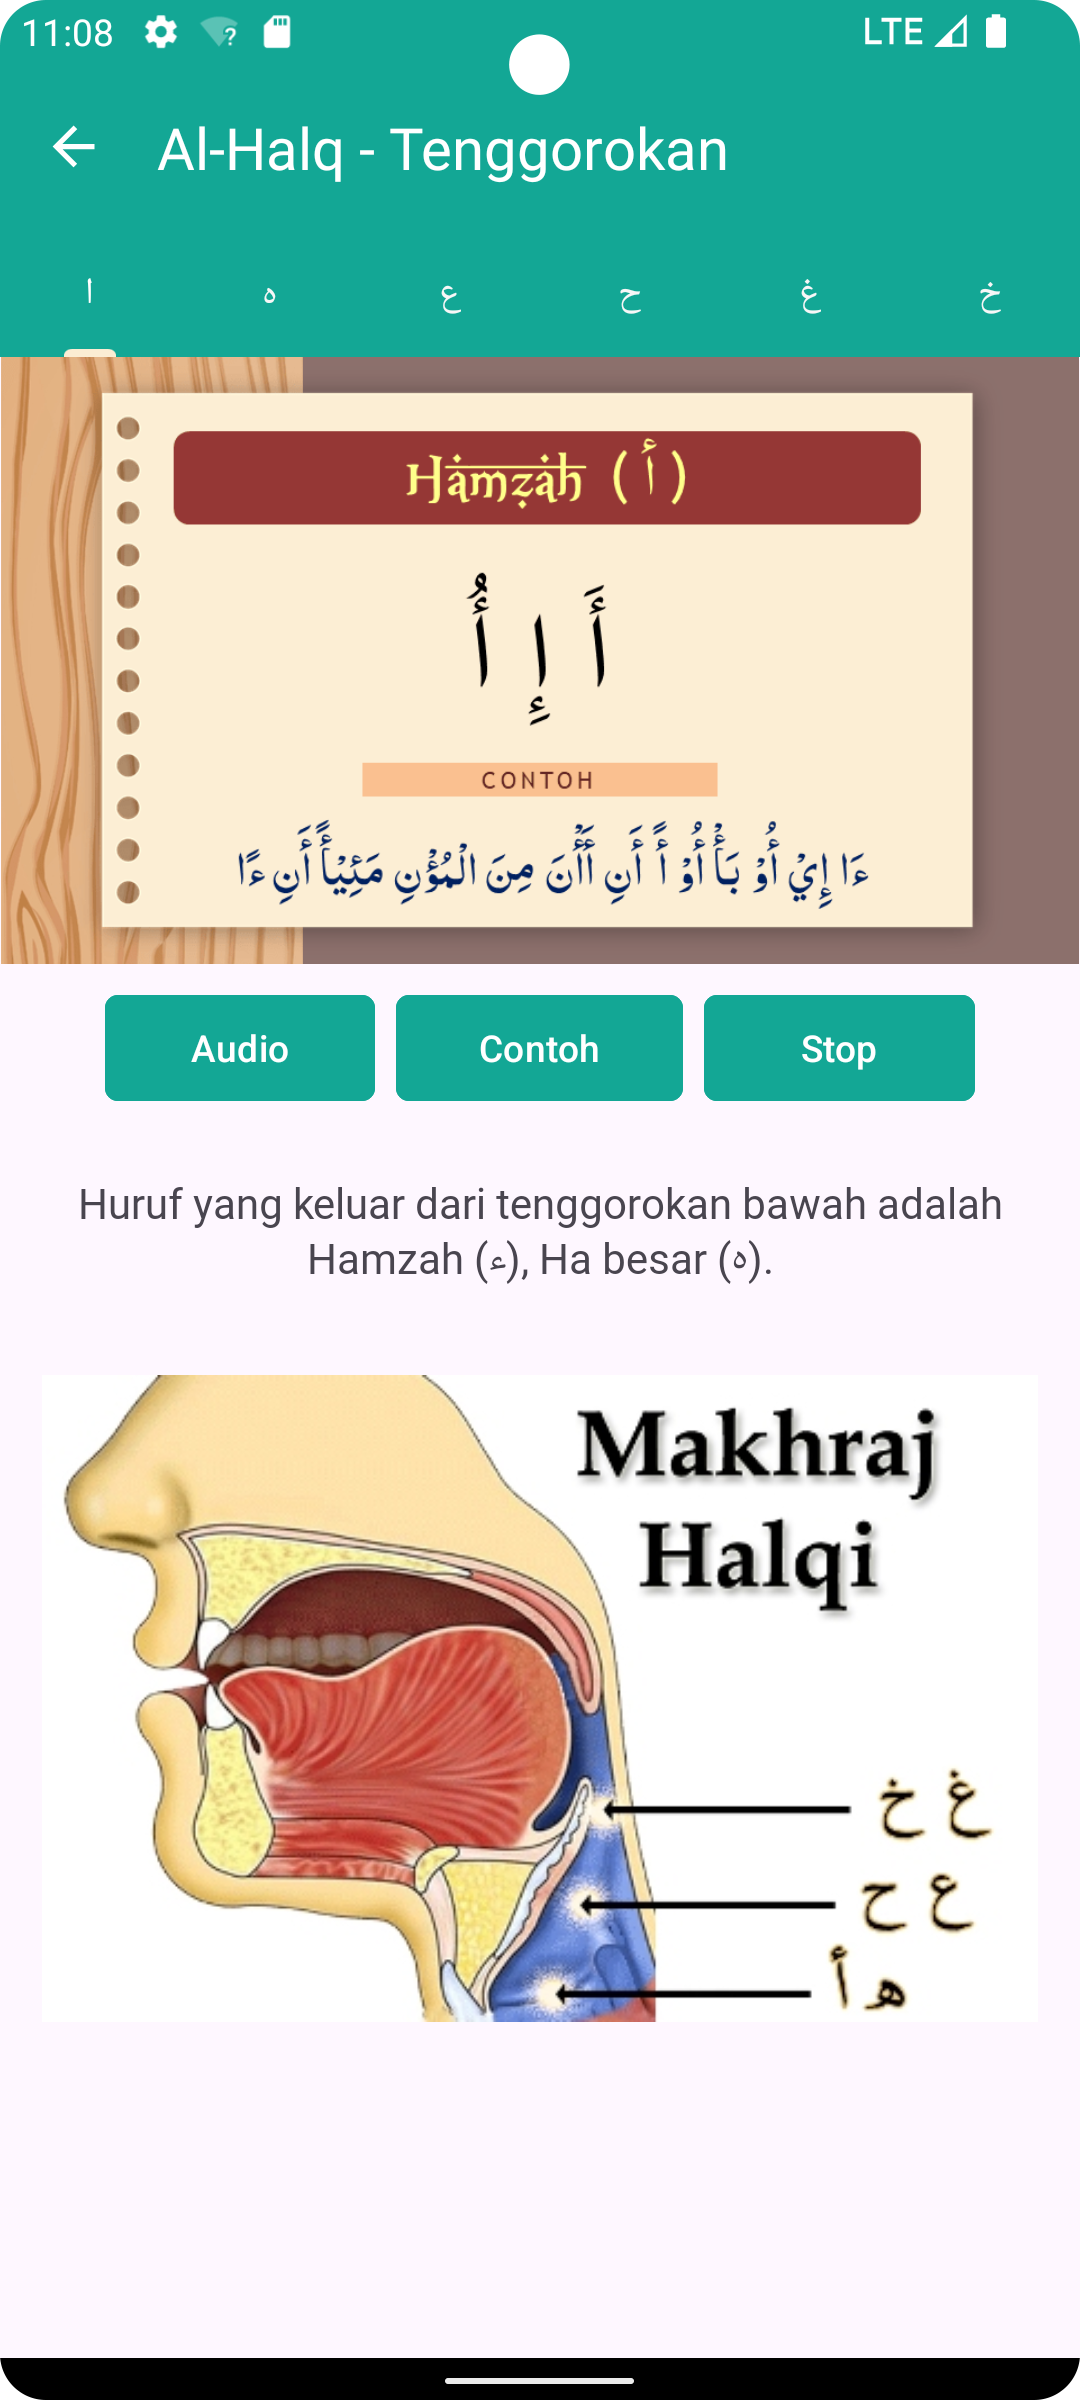 11:08 LTE
Al-Halq - Tenggorokan
ا ه ع ح غ خ
Hamzah (أ)
أَ إِ أُ
CONTOH
ءَا إِيْ أُوْ بَأْ أُوْ أً أَنِ أَأَنَ مِنَ الْمُؤْنِ مَئِيْأً أَنِ ءًا
Audio Contoh Stop
Huruf yang keluar dari tenggorokan bawah adalah
Hamzah (ء), Ha besar (ه).
Makhraj
Halqi
غ خ
ع ح
أ ه